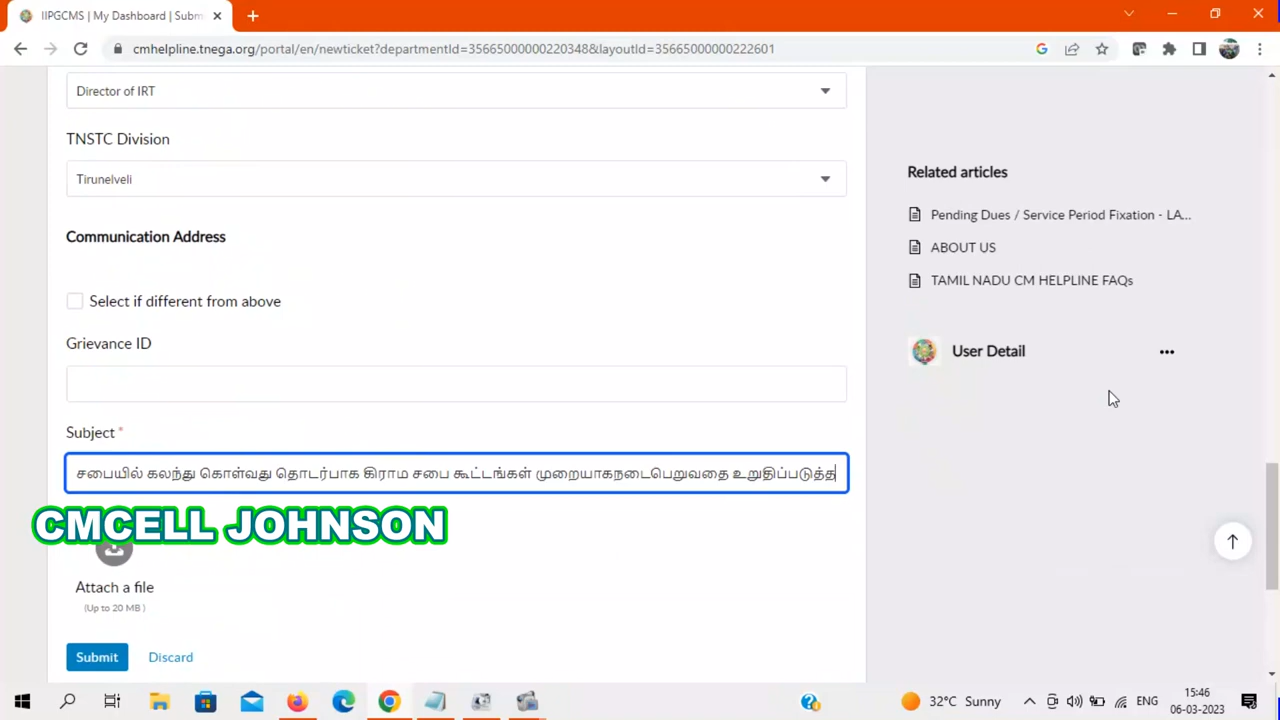 IIPGCMS | My Dashboard | Subm
cmhelpline.tnega.org/portal/en/newticket?departmentId=35665000000220348&layoutId=35665000000222601
Director of IRT
TNSTC Division
Tirunelveli
Communication Address
Select if different from above
Grievance ID
Subject *
சபையில் கலந்து கொள்வது தொடர்பாக கிராம சபை கூட்டங்கள் முறையாகநடைபெறுவதை உறுதிப்படுத்த
CMCELL JOHNSON
Attach a file
(Up to 20 MB )
Submit Discard
Related articles
Pending Dues / Service Period Fixation - LA...
ABOUT US
TAMIL NADU CM HELPLINE FAQs
User Detail
32°C Sunny
ENG
15:46
06-03-2023